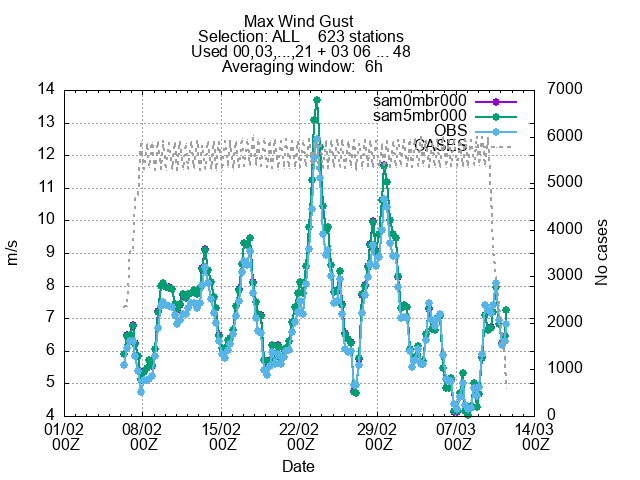 Max Wind Gust
Selection: ALL    623 stations
Used 00,03,...,21 + 03 06 ... 48
Averaging window:  6h
14
13
12
11
10
9
8
7
6
5
4
7000
6000
5000
4000
3000
2000
1000
0
sam0mbr000
sam5mbr000
OBS
CASES
m/s
No cases
01/02 08/02 15/02 22/02 29/02 07/03 14/03
00Z 00Z 00Z 00Z 00Z 00Z 00Z
Date